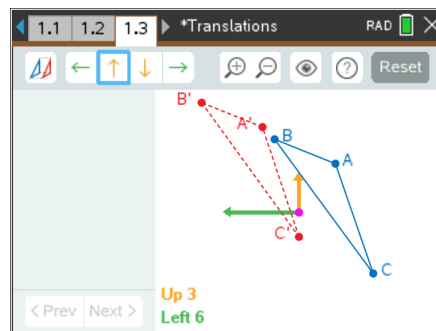 1.1 1.2 1.3 *Translations RAD
? Reset
B'
A'
B
A
C'
C
Up 3
Left 6
< Prev Next >